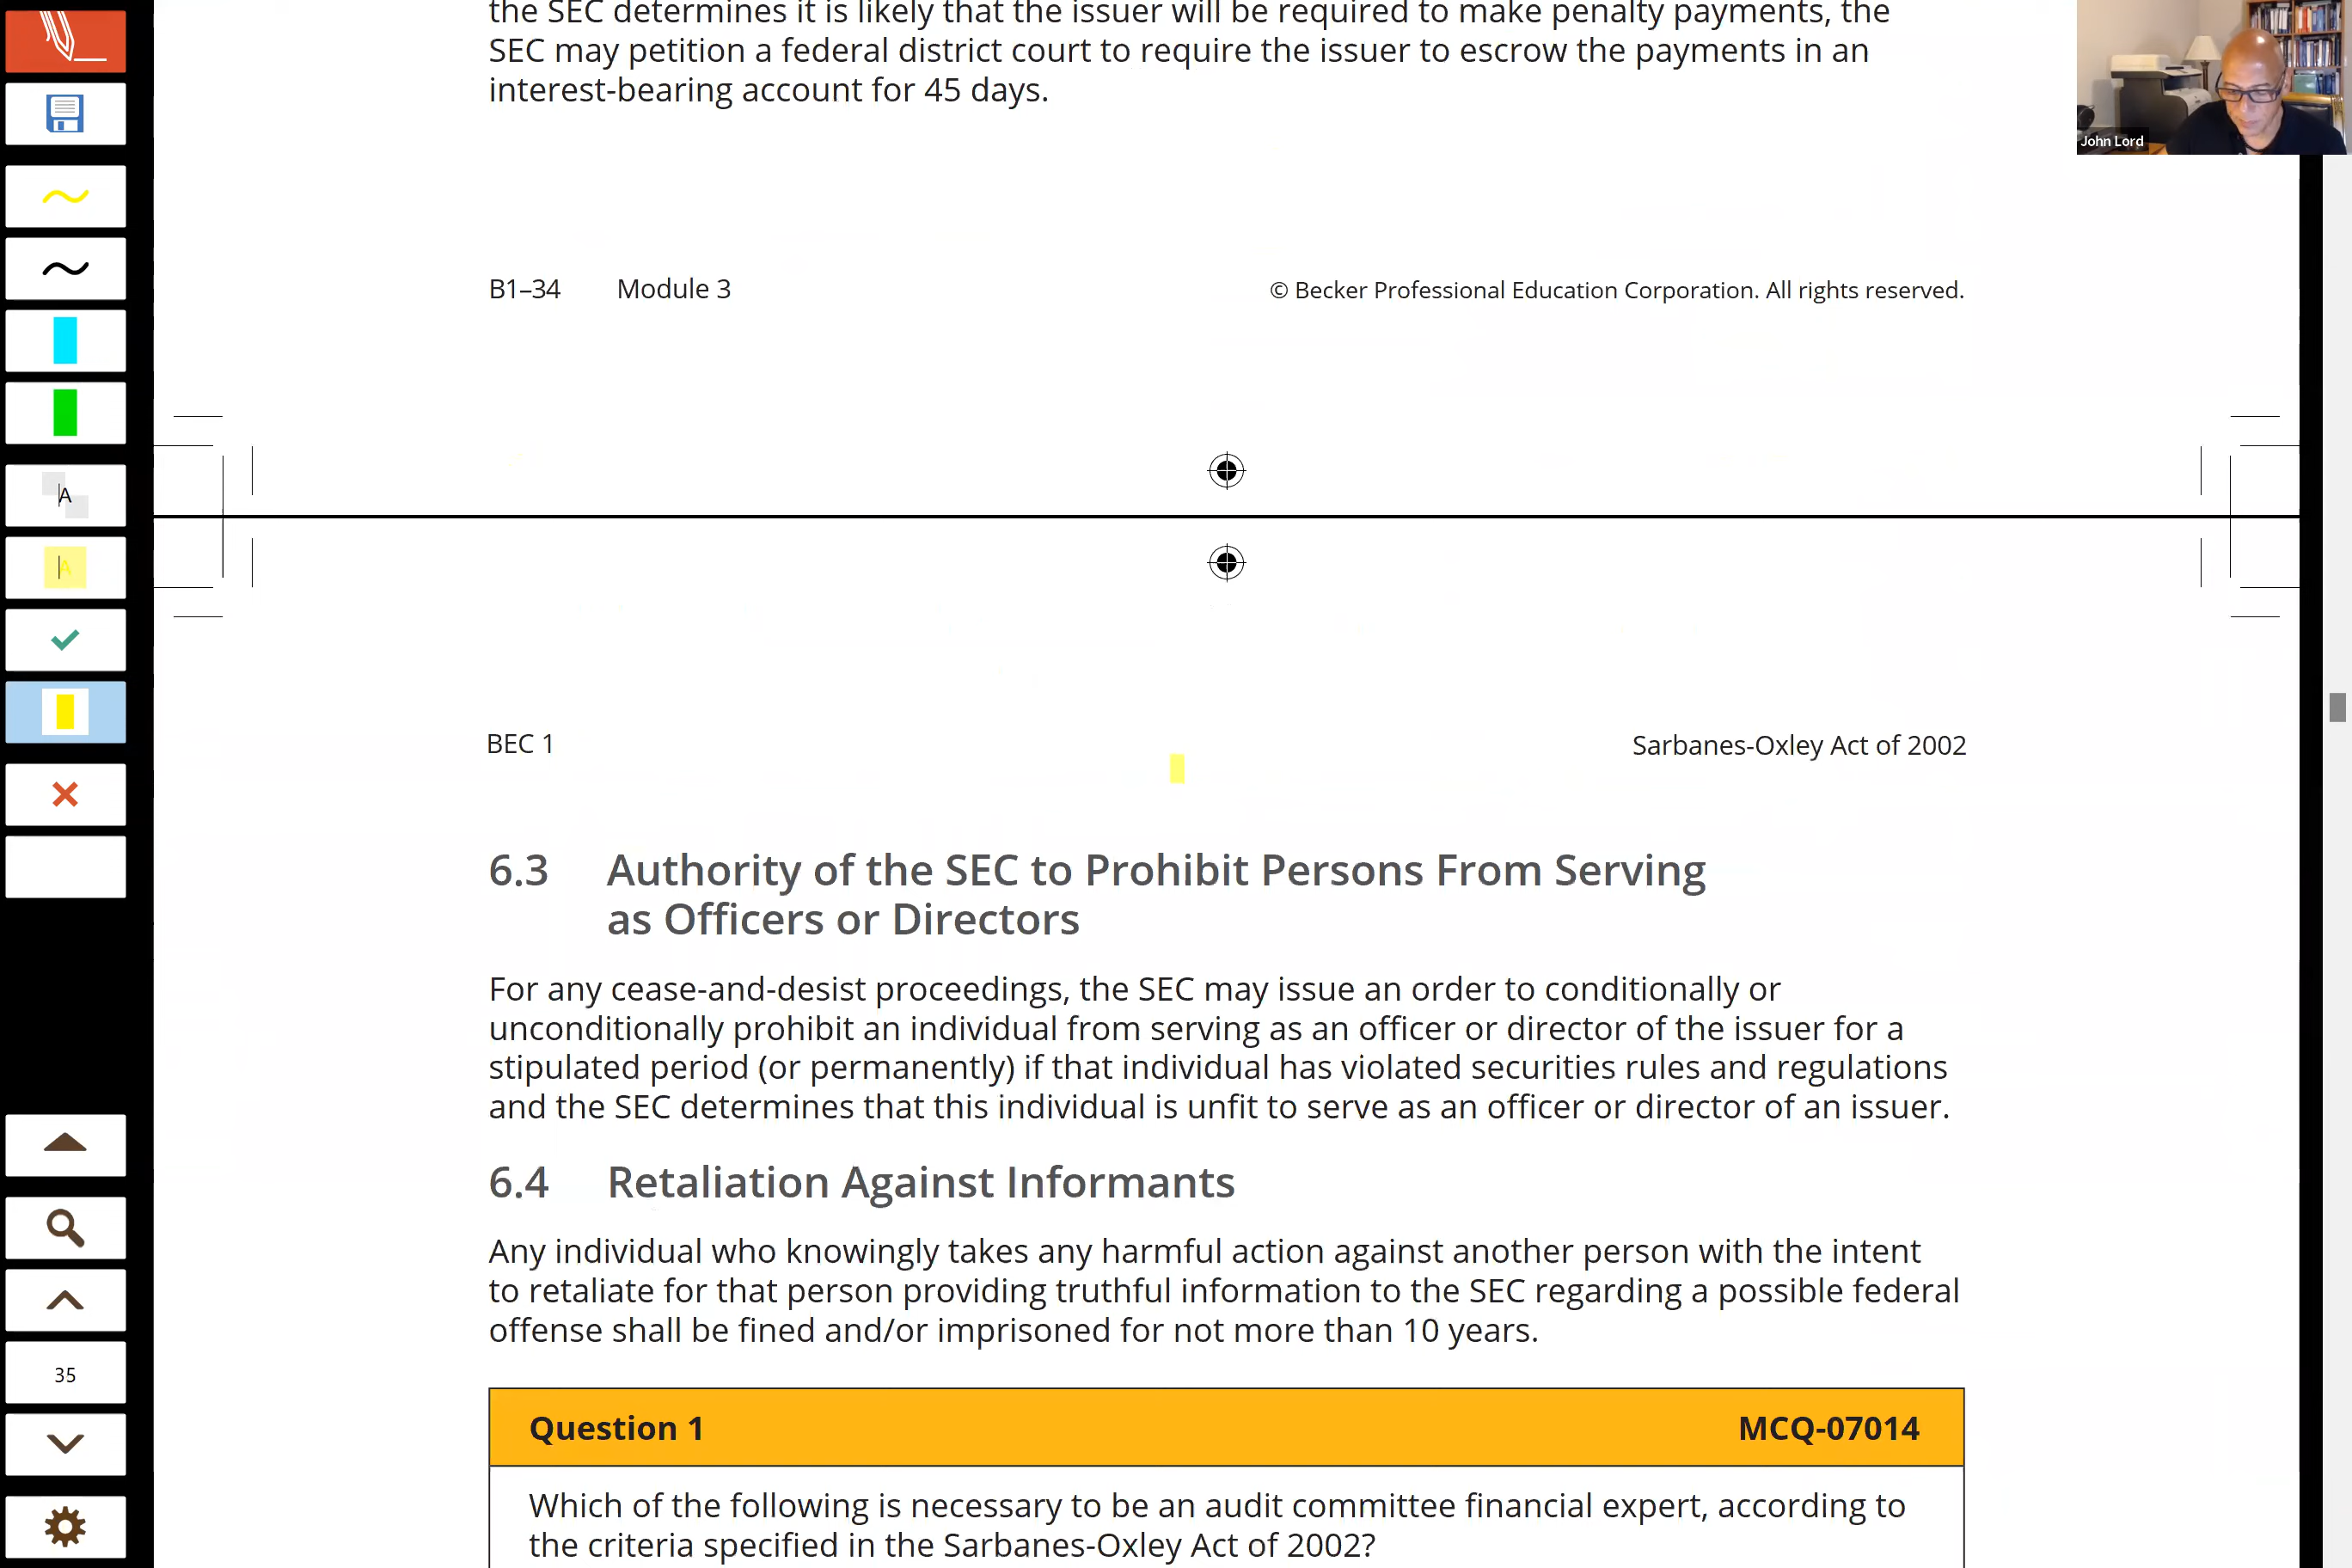 the SEC determines it is likely that the issuer will be required to make penalty payments, the
SEC may petition a federal district court to require the issuer to escrow the payments in an
interest-bearing account for 45 days.
John Lord
B1–34 Module 3 © Becker Professional Education Corporation. All rights reserved.
A
A
BEC 1 Sarbanes-Oxley Act of 2002
6.3 Authority of the SEC to Prohibit Persons From Serving
as Officers or Directors
For any cease-and-desist proceedings, the SEC may issue an order to conditionally or
unconditionally prohibit an individual from serving as an officer or director of the issuer for a
stipulated period (or permanently) if that individual has violated securities rules and regulations
and the SEC determines that this individual is unfit to serve as an officer or director of an issuer.
6.4 Retaliation Against Informants
Any individual who knowingly takes any harmful action against another person with the intent
to retaliate for that person providing truthful information to the SEC regarding a possible federal
offense shall be fined and/or imprisoned for not more than 10 years.
35
Question 1 MCQ-07014
Which of the following is necessary to be an audit committee financial expert, according to
the criteria specified in the Sarbanes-Oxley Act of 2002?